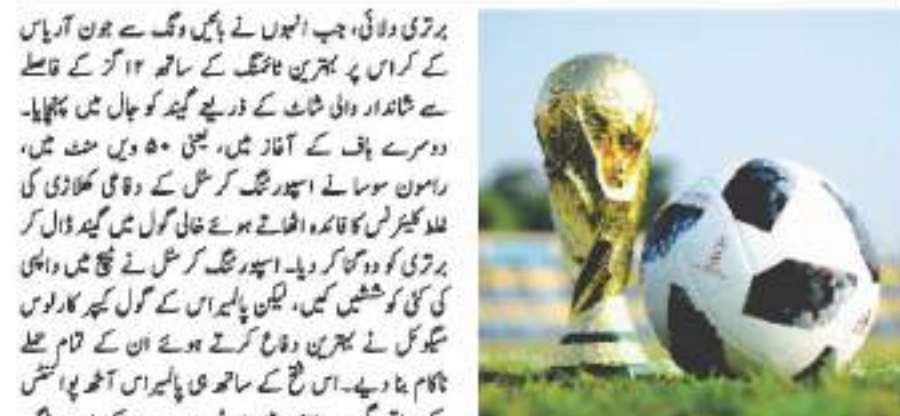 برتری دلائی، جب انہوں نے بائیں ونگ سے جون آریاس
کے کراس پر بہترین ٹائمنگ کے ساتھ ۱۲ گز کے فاصلے
سے شاندار والی شاٹ کے ذریعے گیند کو جال میں پہنچایا۔
دوسرے ہاف کے آغاز میں، یعنی ۵۰ ویں منٹ میں،
رامون سوسا نے اسپورٹنگ کرسٹل کے دفاعی کھلاڑی کی
غلط کلیئرنس کا فائدہ اٹھاتے ہوئے خالی گول میں گیند ڈال کر
برتری کو دوگنا کر دیا۔ اسپورٹنگ کرسٹل نے میچ میں واپسی
کی کئی کوششیں کیں، لیکن پالمیراس کے گول کیپر کارلوس
میگوئل نے بہترین دفاع کرتے ہوئے ان کے تمام حملے
ناکام بنا دیے۔ اس فتح کے ساتھ ہی پالمیراس آٹھ پوائنٹس